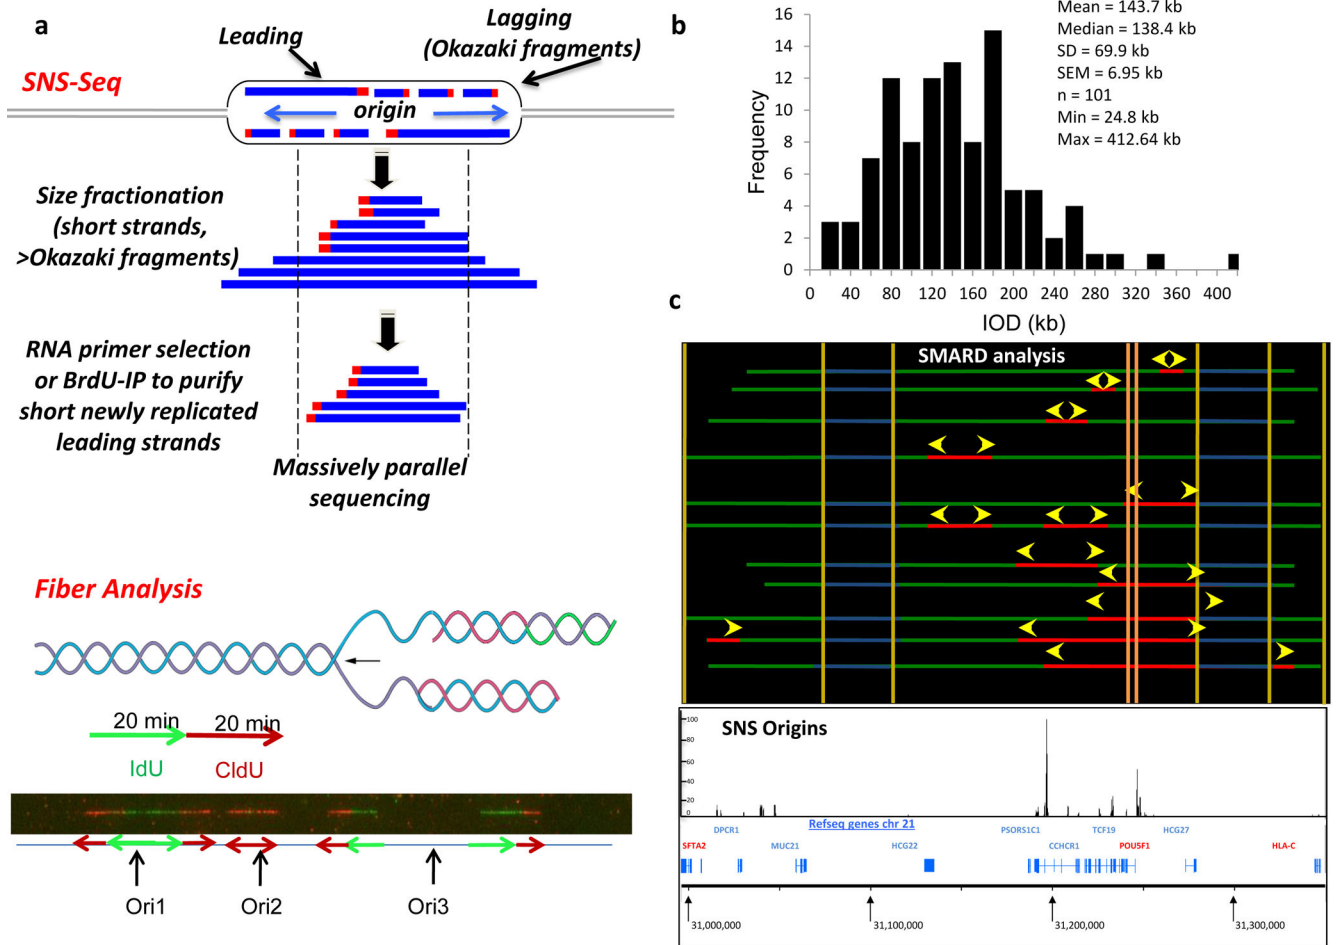 a
SNS-Seq
Leading
Lagging
(Okazaki fragments)
origin
Size fractionation
(short strands,
>Okazaki fragments)
RNA primer selection
or BrdU-IP to purify
short newly replicated
leading strands
Massively parallel
sequencing
Fiber Analysis
20 min
20 min
IdU
CldU
Ori1
Ori2
Ori3
b
Mean = 143.7 kb
Median = 138.4 kb
SD = 69.9 kb
SEM = 6.95 kb
n = 101
Min = 24.8 kb
Max = 412.64 kb
Frequency
16
14
12
10
8
6
4
2
0
0 40 80 120 160 200 240 280 320 360 400
IOD (kb)
c
SMARD analysis
SNS Origins
100
80
60
40
20
0
Refseq genes chr 21
DPCR1
PSORS1C1
TCF19
HCG27
SFTA2
MUC21
HCG22
CCHCR1
POU5F1
HLA-C
31,000,000
31,100,000
31,200,000
31,300,000